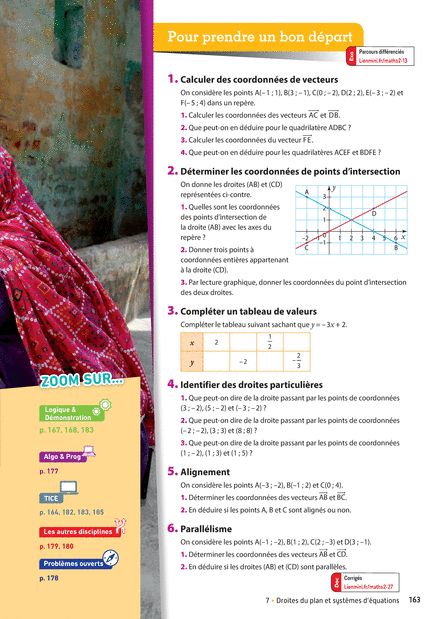 Pour prendre un bon départ
Parcours différenciés
Lienmini.fr/maths2-13
1. Calculer des coordonnées de vecteurs
On considère les points A(– 1 ; 1), B(3 ; – 1), C(0 ; – 2), D(2 ; 2), E(– 3 ; – 2) et
F(– 5 ; 4) dans un repère.
1. Calculer les coordonnées des vecteurs AC et DB.
2. Que peut-on en déduire pour le quadrilatère ADBC ?
3. Calculer les coordonnées du vecteur FE.
4. Que peut-on en déduire pour les quadrilatères ACEF et BDFE ?
2. Déterminer les coordonnées de points d'intersection
On donne les droites (AB) et (CD)
représentées ci-contre.
1. Quelles sont les coordonnées
des points d'intersection de
la droite (AB) avec les axes du
repère ?
2. Donner trois points à
coordonnées entières appartenant
à la droite (CD).
A
y
3
2
D
1
–2 –1 0 1 2 3 4 5 6 x
C
–1
B
3. Par lecture graphique, donner les coordonnées du point d'intersection
des deux droites.
3. Compléter un tableau de valeurs
Compléter le tableau suivant sachant que y = – 3x + 2.
x 2 1/2
y –2 –2/3
4. Identifier des droites particulières
1. Que peut-on dire de la droite passant par les points de coordonnées
(3 ; – 2), (5 ; – 2) et (– 3 ; – 2) ?
2. Que peut-on dire de la droite passant par les points de coordonnées
(– 2 ; – 2), (3 ; 3) et (8 ; 8) ?
3. Que peut-on dire de la droite passant par les points de coordonnées
(1 ; – 2), (1 ; 3) et (1 ; 5) ?
5. Alignement
On considère les points A(– 3 ; –2), B(– 1 ; 2) et C(0 ; 4).
1. Déterminer les coordonnées des vecteurs AB et BC.
2. En déduire si les points A, B et C sont alignés ou non.
6. Parallélisme
On considère les points A(– 1 ; –2), B(1 ; 2), C(2 ; –3) et D(3 ; –1).
1. Déterminer les coordonnées des vecteurs AB et CD.
2. En déduire si les droites (AB) et (CD) sont parallèles.
Doc
Corrigés
Lienmini.fr/maths2-27
7 • Droites du plan et systèmes d'équations 163
ZOOM SUR...
Logique &
Démonstration
p. 167, 168, 183
Algo & Prog
p. 177
TICE
p. 164, 182, 183, 185
Les autres disciplines
p. 179, 180
Problèmes ouverts
p. 178